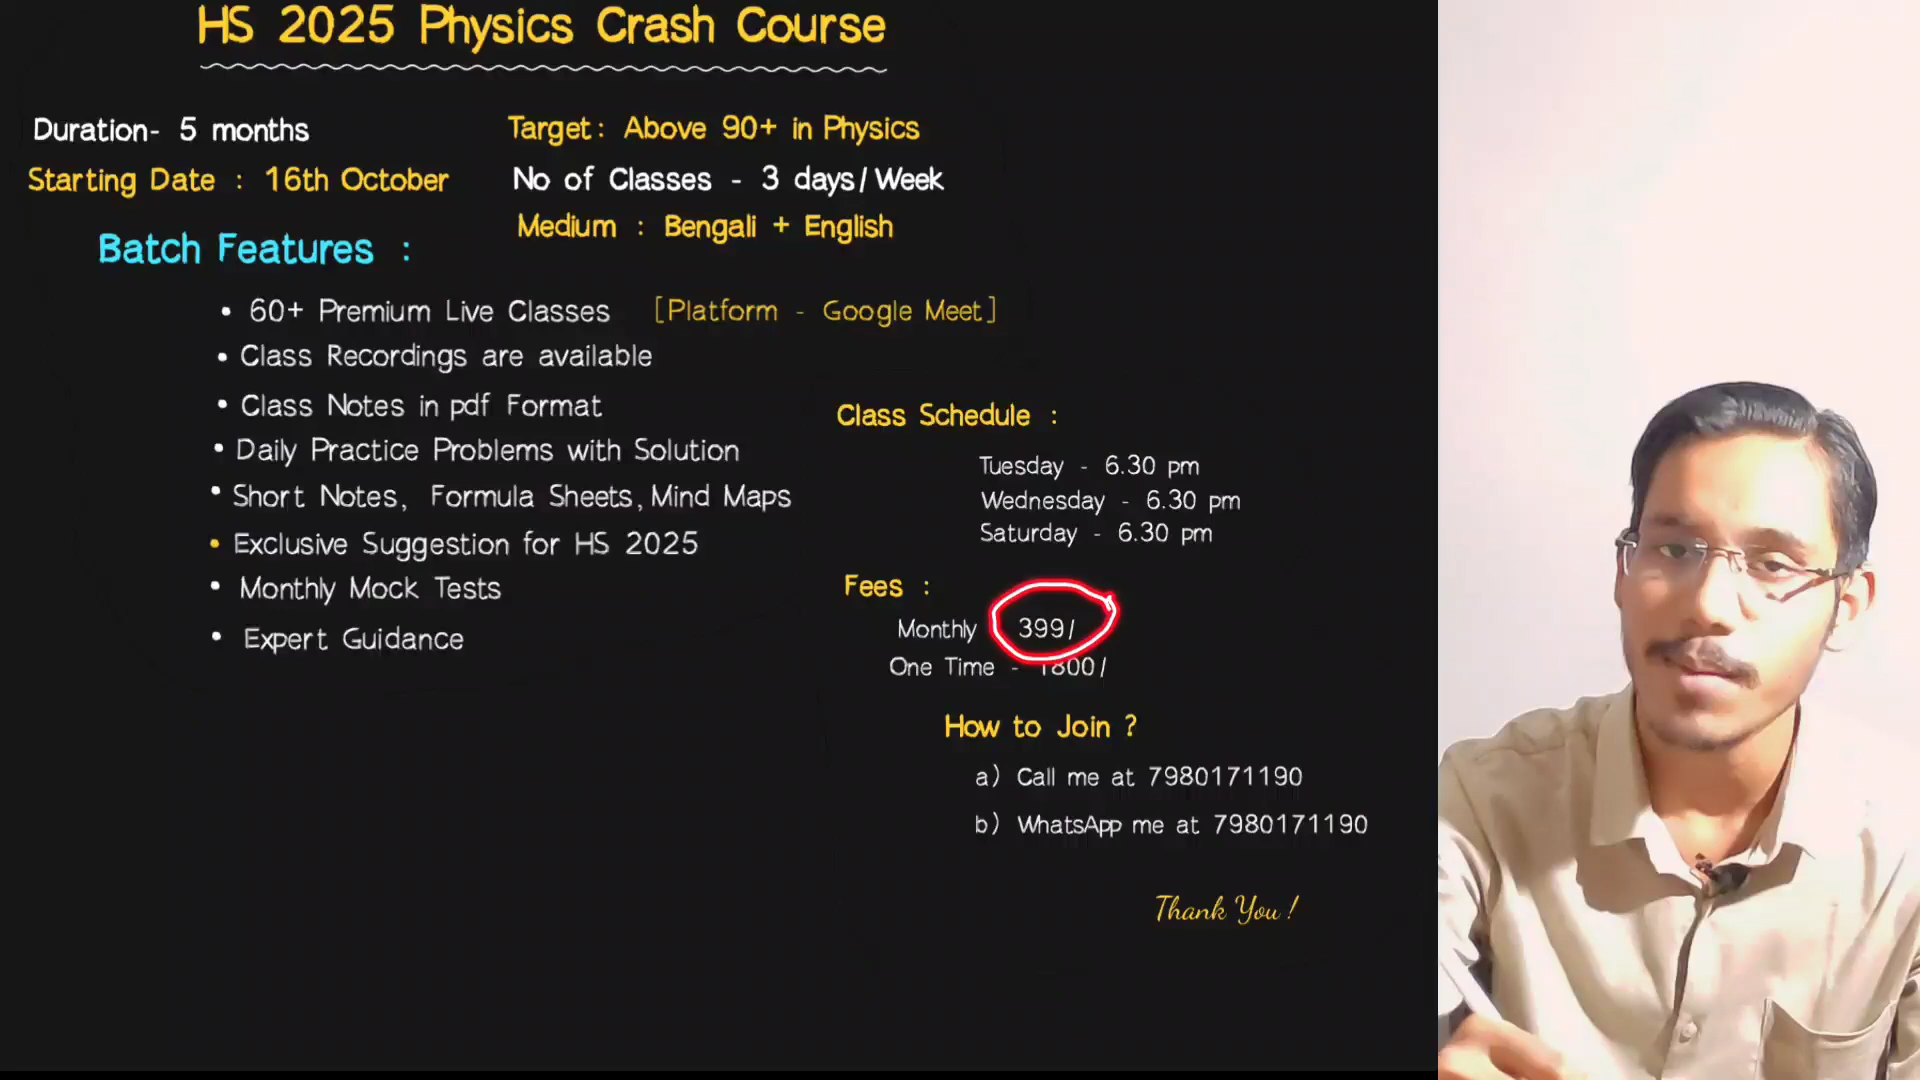 HS 2025 Physics Crash Course
Duration- 5 months
Target: Above 90+ in Physics
Starting Date : 16th October
No of Classes - 3 days/Week
Medium : Bengali + English
Batch Features :
• 60+ Premium Live Classes [Platform - Google Meet]
• Class Recordings are available
• Class Notes in pdf Format
• Daily Practice Problems with Solution
• Short Notes, Formula Sheets, Mind Maps
• Exclusive Suggestion for HS 2025
• Monthly Mock Tests
• Expert Guidance
Class Schedule :
Tuesday - 6.30 pm
Wednesday - 6.30 pm
Saturday - 6.30 pm
Fees :
Monthly 399/
One Time - 1800/
How to Join ?
a) Call me at 7980171190
b) WhatsApp me at 7980171190
Thank You !